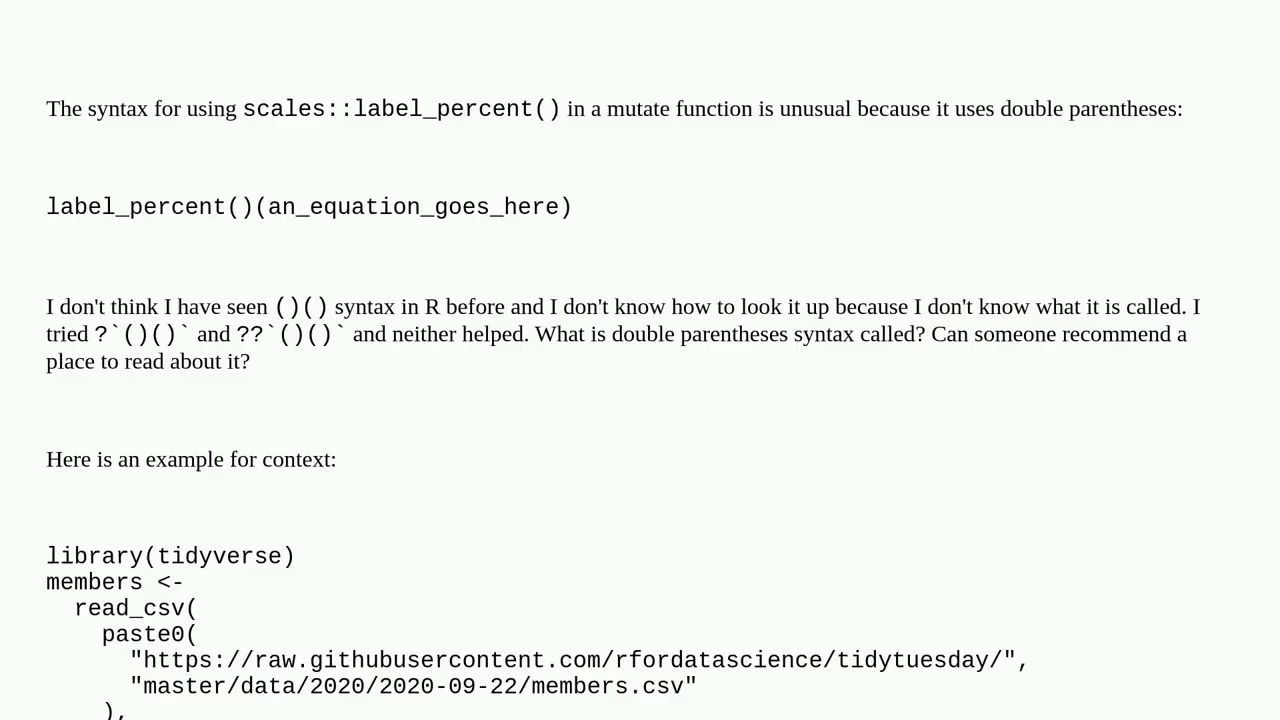 The syntax for using scales::label_percent() in a mutate function is unusual because it uses double parentheses:
label_percent()(an_equation_goes_here)
I don't think I have seen ()() syntax in R before and I don't know how to look it up because I don't know what it is called. I
tried ?`()()` and ??`()()` and neither helped. What is double parentheses syntax called? Can someone recommend a
place to read about it?
Here is an example for context:
library(tidyverse)
members <-
  read_csv(
    paste0(
      "https://raw.githubusercontent.com/rfordatascience/tidytuesday/",
      "master/data/2020/2020-09-22/members.csv"
    ),